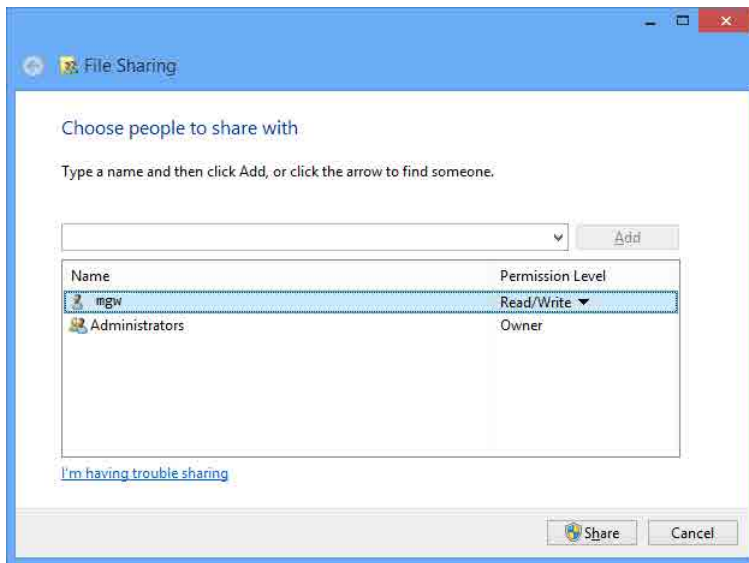 File Sharing
Choose people to share with
Type a name and then click Add, or click the arrow to find someone.
Add
Name Permission Level
mgw Read/Write
Administrators Owner
I'm having trouble sharing
Share Cancel